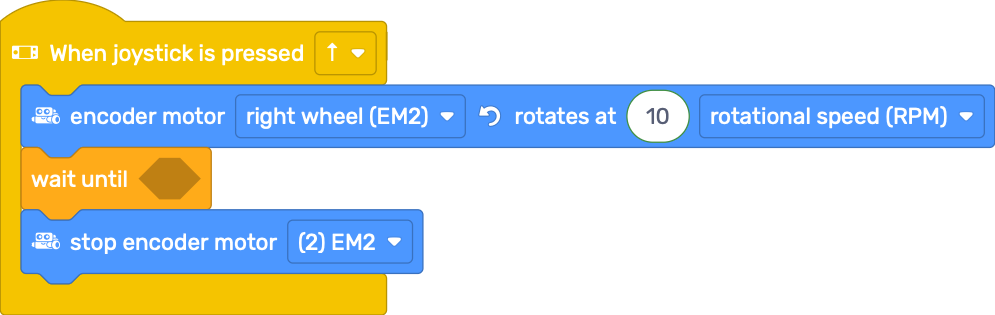 When joystick is pressed ↑
encoder motor right wheel (EM2) rotates at 10 rotational speed (RPM)
wait until
stop encoder motor (2) EM2